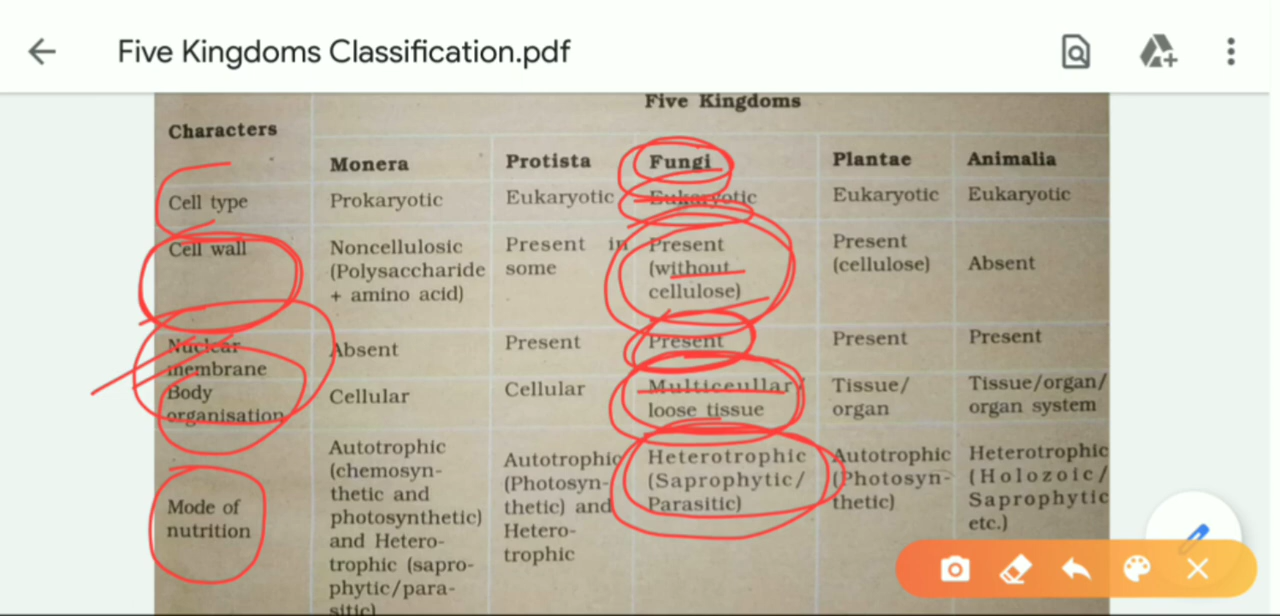 Five Kingdoms Classification.pdf
Five Kingdoms
Characters
Monera
Protista
Fungi
Plantae
Animalia
Cell type
Prokaryotic
Eukaryotic
Eukaryotic
Eukaryotic
Eukaryotic
Cell wall
Noncellulosic
(Polysaccharide
+ amino acid)
Present in
some
Present
(without
cellulose)
Present
(cellulose)
Absent
Nuclear
membrane
Absent
Present
Present
Present
Present
Body
organisation
Cellular
Cellular
Multiceullar/
loose tissue
Tissue/
organ
Tissue/organ/
organ system
Mode of
nutrition
Autotrophic
(chemosyn-
thetic and
photosynthetic)
and Hetero-
trophic (sapro-
phytic/para-
sitic)
Autotrophic
(Photosyn-
thetic) and
Hetero-
trophic
Heterotrophic
(Saprophytic/
Parasitic)
Autotrophic
(Photosyn-
thetic)
Heterotrophic
(Holozoic/
Saprophytic
etc.)